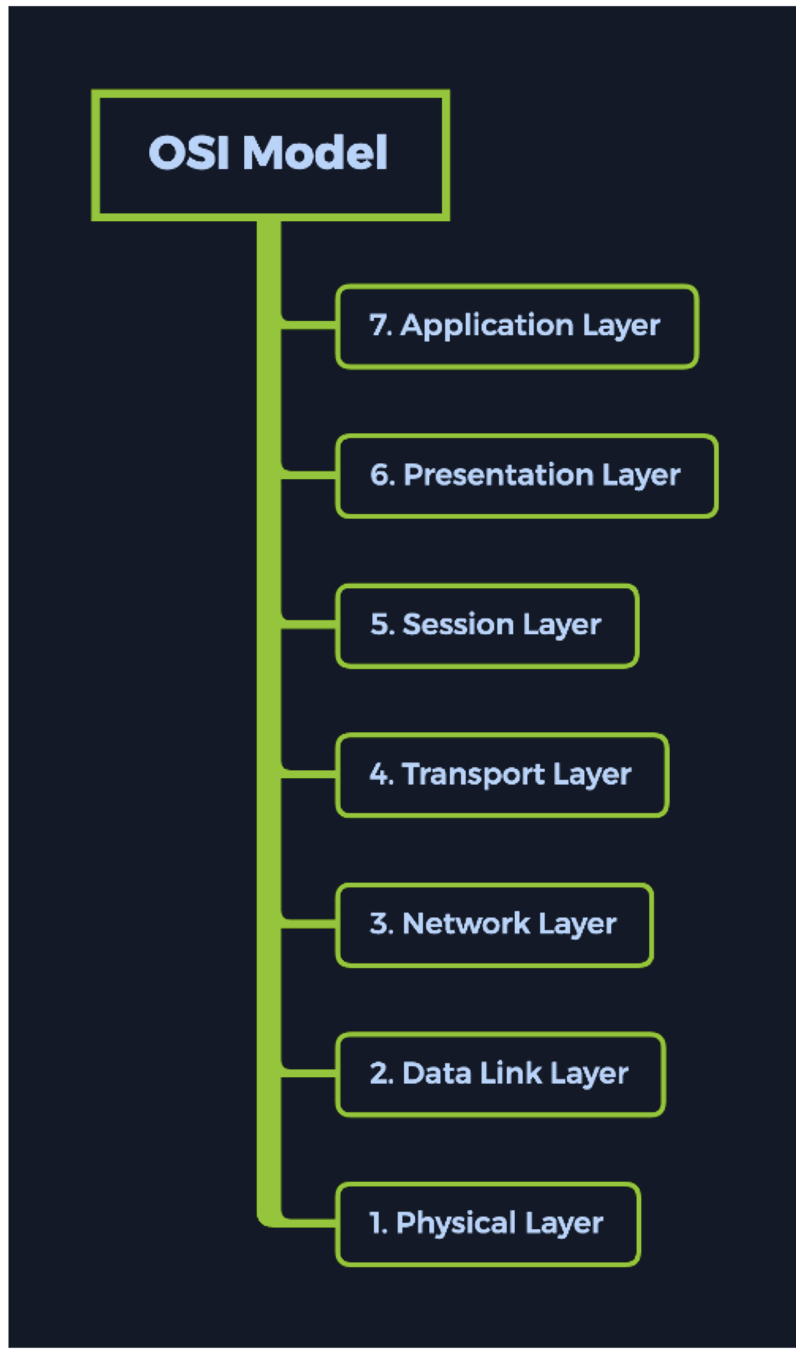 OSI Model
7. Application Layer
6. Presentation Layer
5. Session Layer
4. Transport Layer
3. Network Layer
2. Data Link Layer
1. Physical Layer